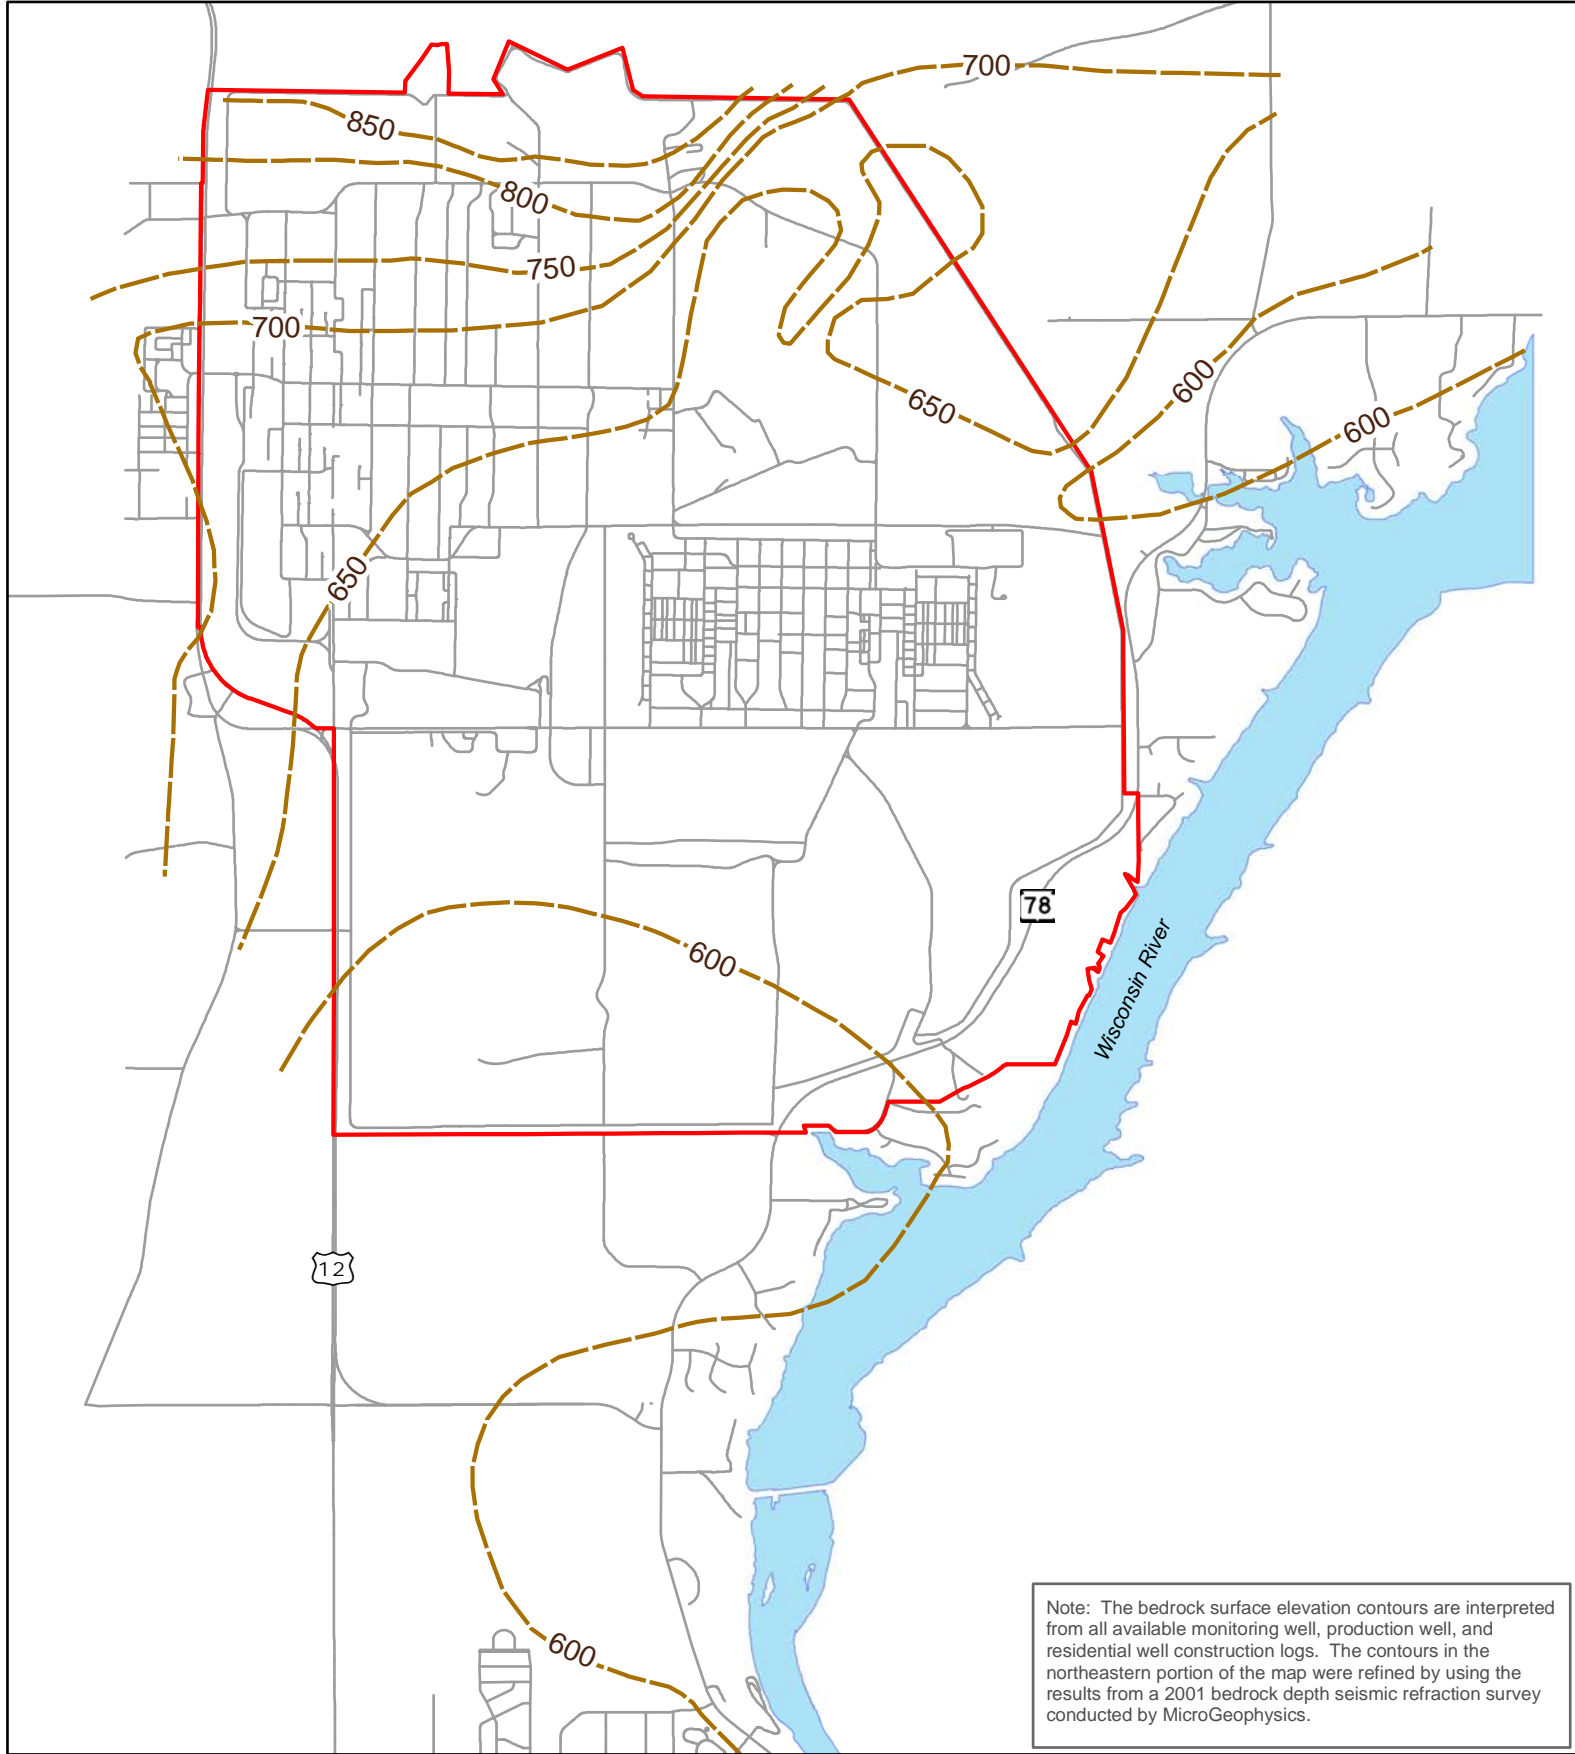 700
850
800
750
700
650
600
600
650
78
600
Wisconsin River
12
600
Note:  The bedrock surface elevation contours are interpreted
from all available monitoring well, production well, and
residential well construction logs.  The contours in the
northeastern portion of the map were refined by using the
results from a 2001 bedrock depth seismic refraction survey
conducted by MicroGeophysics.